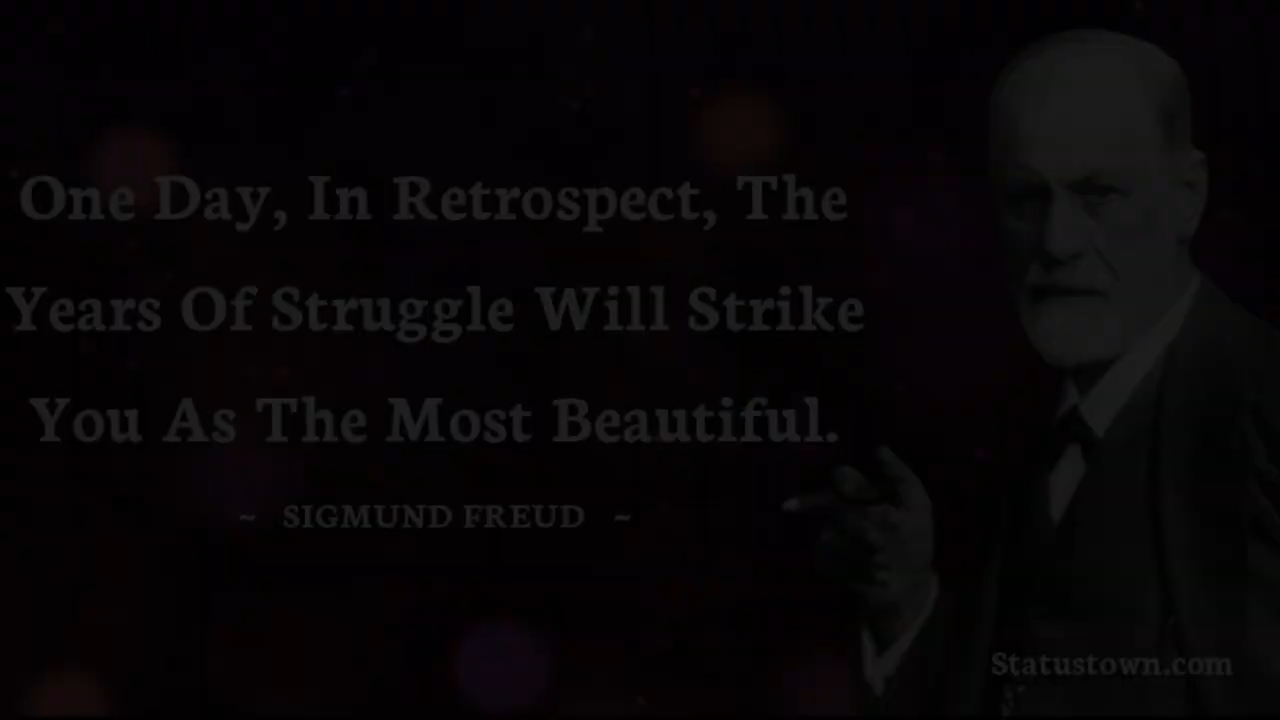 One Day, In Retrospect, The
Years Of Struggle Will Strike
You As The Most Beautiful.
~ SIGMUND FREUD ~
Statustown.com